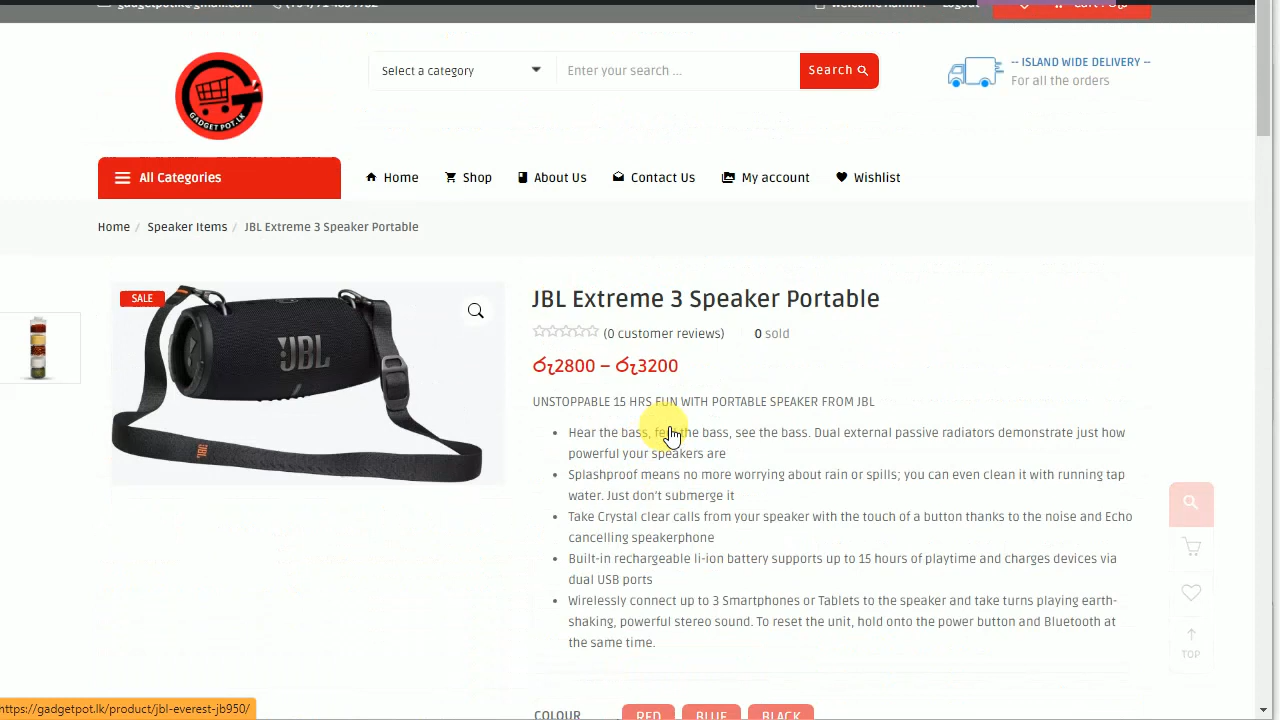 Select a category
Enter your search ...
Search
-- ISLAND WIDE DELIVERY --
For all the orders
GADGET POT.LK
All Categories
Home
Shop
About Us
Contact Us
My account
Wishlist
Home / Speaker Items / JBL Extreme 3 Speaker Portable
SALE
JBL
JBL Extreme 3 Speaker Portable
(0 customer reviews)
0 sold
රු2800 – රු3200
UNSTOPPABLE 15 HRS FUN WITH PORTABLE SPEAKER FROM JBL
Hear the bass, feel the bass, see the bass. Dual external passive radiators demonstrate just how
powerful your speakers are
Splashproof means no more worrying about rain or spills; you can even clean it with running tap
water. Just don’t submerge it
Take Crystal clear calls from your speaker with the touch of a button thanks to the noise and Echo
cancelling speakerphone
Built-in rechargeable li-ion battery supports up to 15 hours of playtime and charges devices via
dual USB ports
Wirelessly connect up to 3 Smartphones or Tablets to the speaker and take turns playing earth-
shaking, powerful stereo sound. To reset the unit, hold onto the power button and Bluetooth at
the same time.
TOP
COLOUR
RED
BLUE
BLACK
https://gadgetpot.lk/product/jbl-everest-jb950/